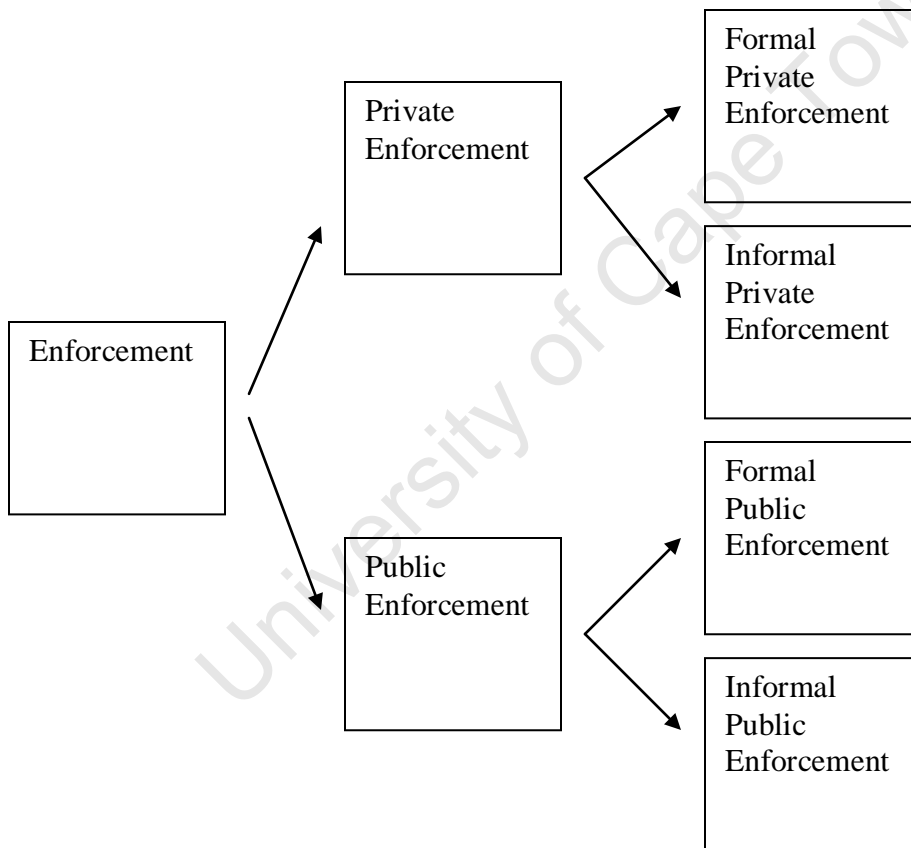 Formal
Private
Enforcement
Private
Enforcement
Informal
Private
Enforcement
Enforcement
Formal
Public
Enforcement
Public
Enforcement
Informal
Public
Enforcement
University of Cape Tow